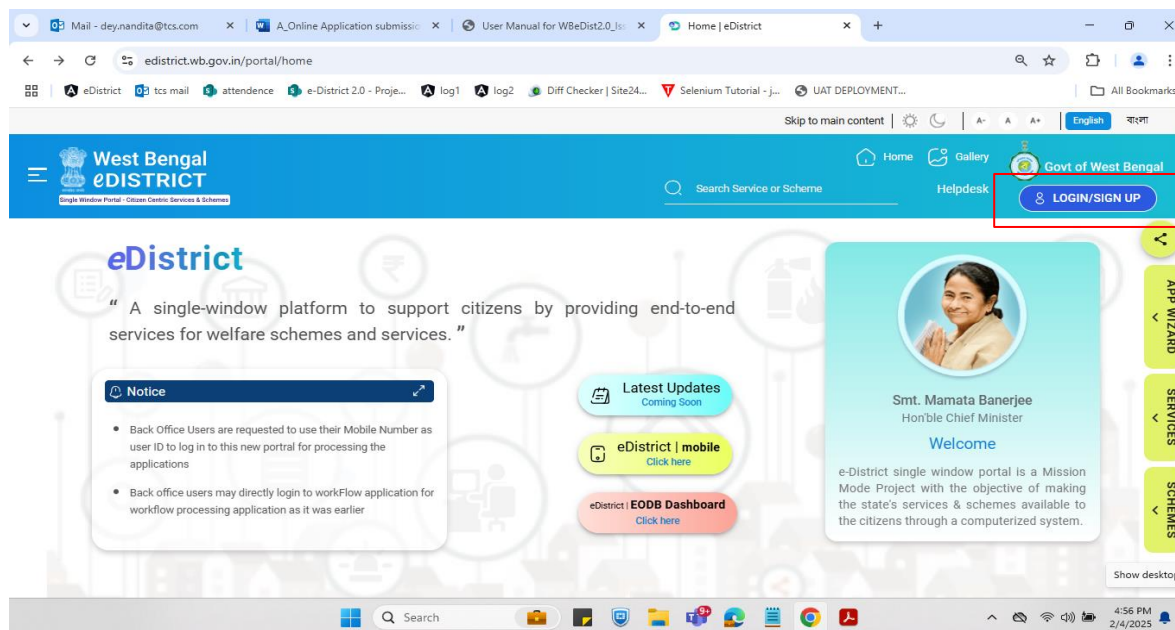 Mail - dey.nandita@tcs.com
A_Online Application submissio
User Manual for WBeDist2.0_Iss
Home | eDistrict
edistrict.wb.gov.in/portal/home
eDistrict
tcs mail
attendence
e-District 2.0 - Proje...
log1
log2
Diff Checker | Site24...
Selenium Tutorial - j...
UAT DEPLOYMENT...
All Bookmarks
Skip to main content
A-
A
A+
English
বাংলা
West Bengal
eDISTRICT
Single Window Portal - Citizen Centric Services & Schemes
Home
Gallery
Govt of West Bengal
Search Service or Scheme
Helpdesk
LOGIN/SIGN UP
eDistrict
“ A single-window platform to support citizens by providing end-to-end
services for welfare schemes and services. ”
Notice
• Back Office Users are requested to use their Mobile Number as
user ID to log in to this new portral for processing the
applications
• Back office users may directly login to workFlow application for
workflow processing application as it was earlier
Latest Updates
Coming Soon
eDistrict | mobile
Click here
eDistrict | EODB Dashboard
Click here
Smt. Mamata Banerjee
Hon'ble Chief Minister
Welcome
e-District single window portal is a Mission
Mode Project with the objective of making
the state's services & schemes available to
the citizens through a computerized system.
APP WIZARD
SERVICES
SCHEMES
Show deskto
Search
9+
4:56 PM
2/4/2025